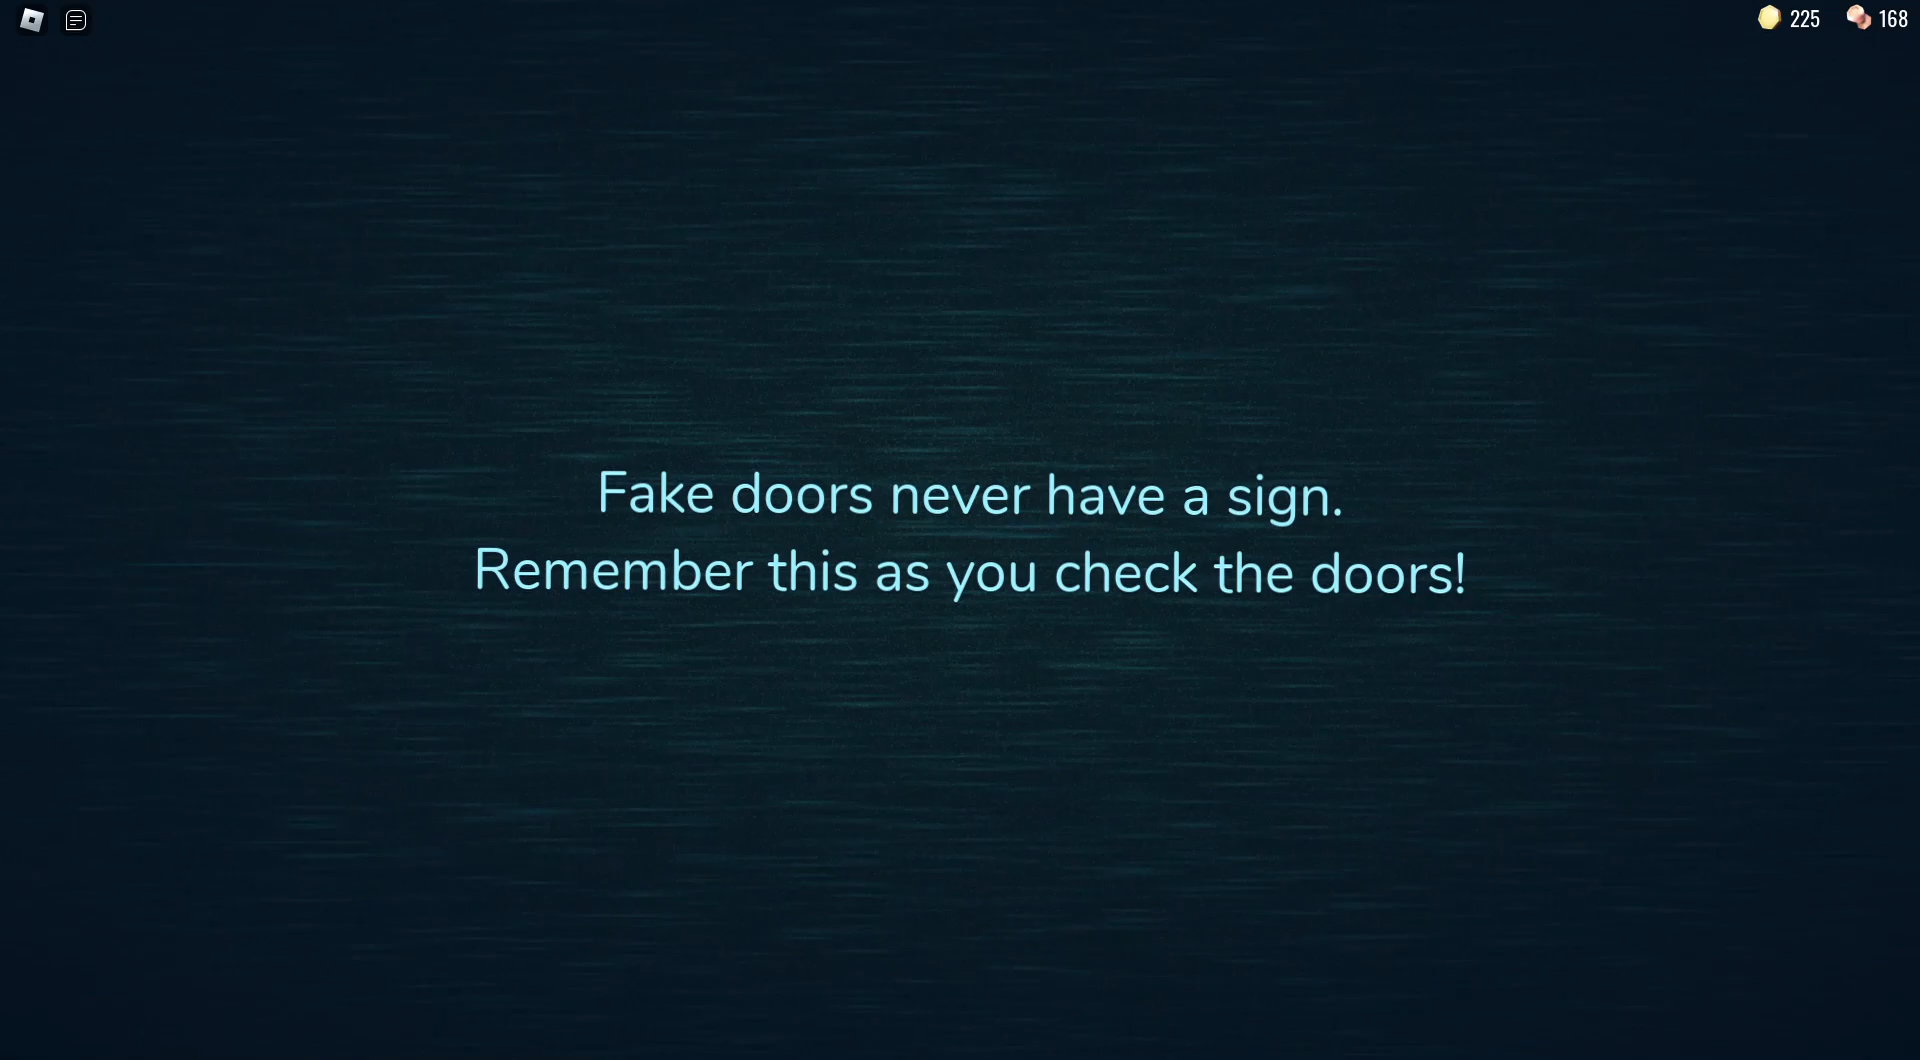 225 168
Fake doors never have a sign.
Remember this as you check the doors!